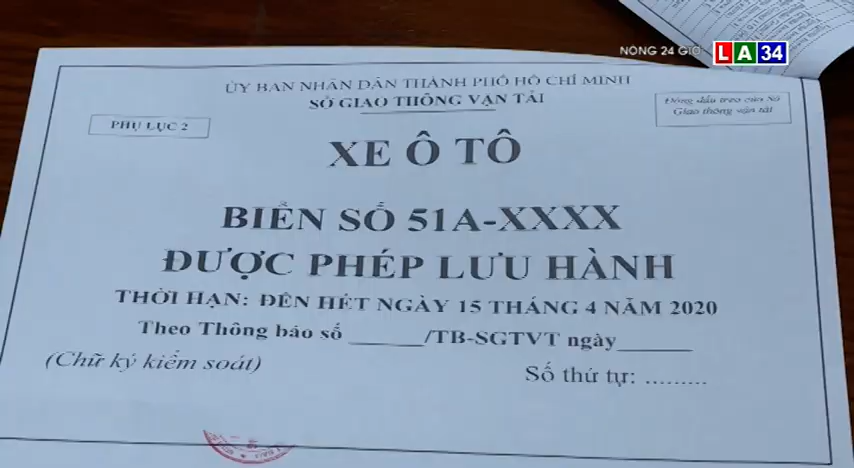 NÓNG 24 GIỜ LA34
ỦY BAN NHÂN DÂN THÀNH PHỐ HỒ CHÍ MINH
SỞ GIAO THÔNG VẬN TẢI
Đóng dấu treo của Sở
Giao thông vận tải
PHỤ LỤC 2
XE Ô TÔ
BIỂN SỐ 51A-XXXX
ĐƯỢC PHÉP LƯU HÀNH
THỜI HẠN: ĐẾN HẾT NGÀY 15 THÁNG 4 NĂM 2020
Theo Thông báo số ______/TB-SGTVT ngày______
(Chữ ký kiểm soát)
Số thứ tự: .........